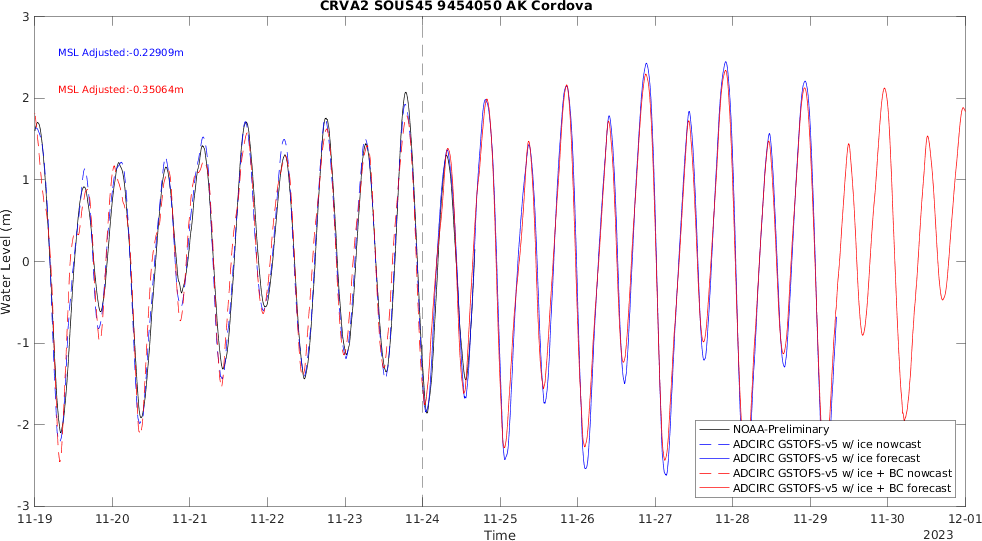 CRVA2 SOUS45 9454050 AK Cordova
MSL Adjusted:-0.22909m
MSL Adjusted:-0.35064m
Water Level (m)
3
2
1
0
-1
-2
-3
NOAA-Preliminary
ADCIRC GSTOFS-v5 w/ ice nowcast
ADCIRC GSTOFS-v5 w/ ice forecast
ADCIRC GSTOFS-v5 w/ ice + BC nowcast
ADCIRC GSTOFS-v5 w/ ice + BC forecast
11-19 11-20 11-21 11-22 11-23 11-24 11-25 11-26 11-27 11-28 11-29 11-30 12-01
Time
2023